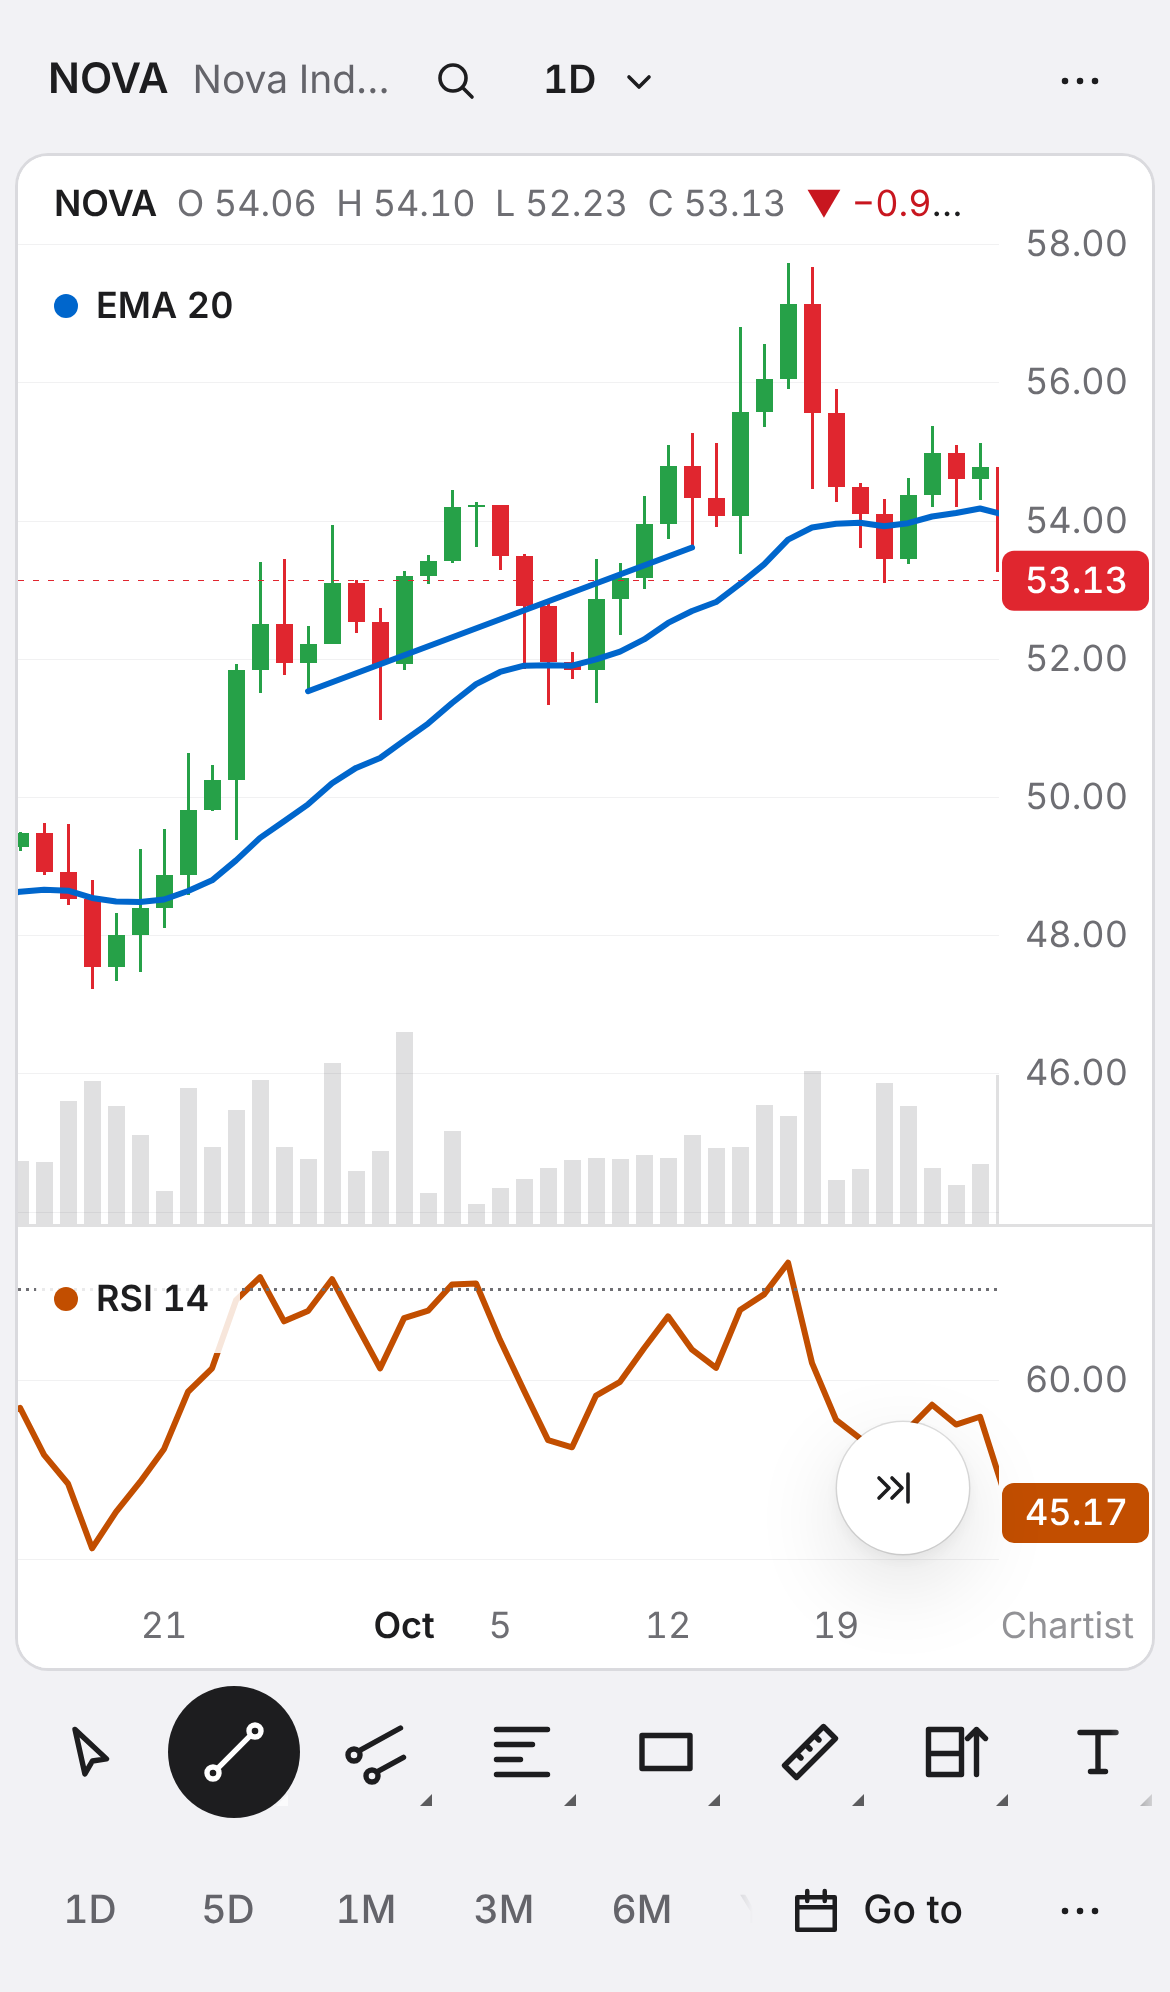 NOVA Nova Ind... 1D
NOVA O 54.06 H 54.10 L 52.23 C 53.13 ▼ −0.9...
58.00
EMA 20
56.00
54.00
53.13
52.00
50.00
48.00
46.00
RSI 14
60.00
45.17
21 Oct 5 12 19 Chartist
1D 5D 1M 3M 6M Go to